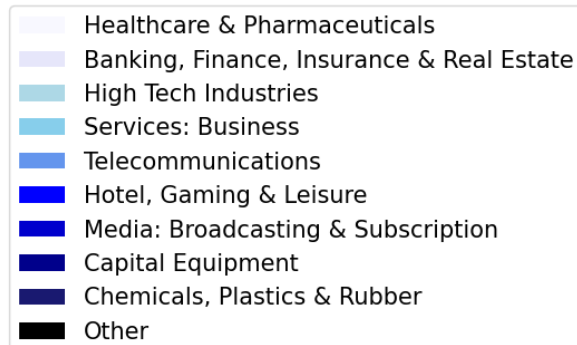 Healthcare & Pharmaceuticals
Banking, Finance, Insurance & Real Estate
High Tech Industries
Services: Business
Telecommunications
Hotel, Gaming & Leisure
Media: Broadcasting & Subscription
Capital Equipment
Chemicals, Plastics & Rubber
Other